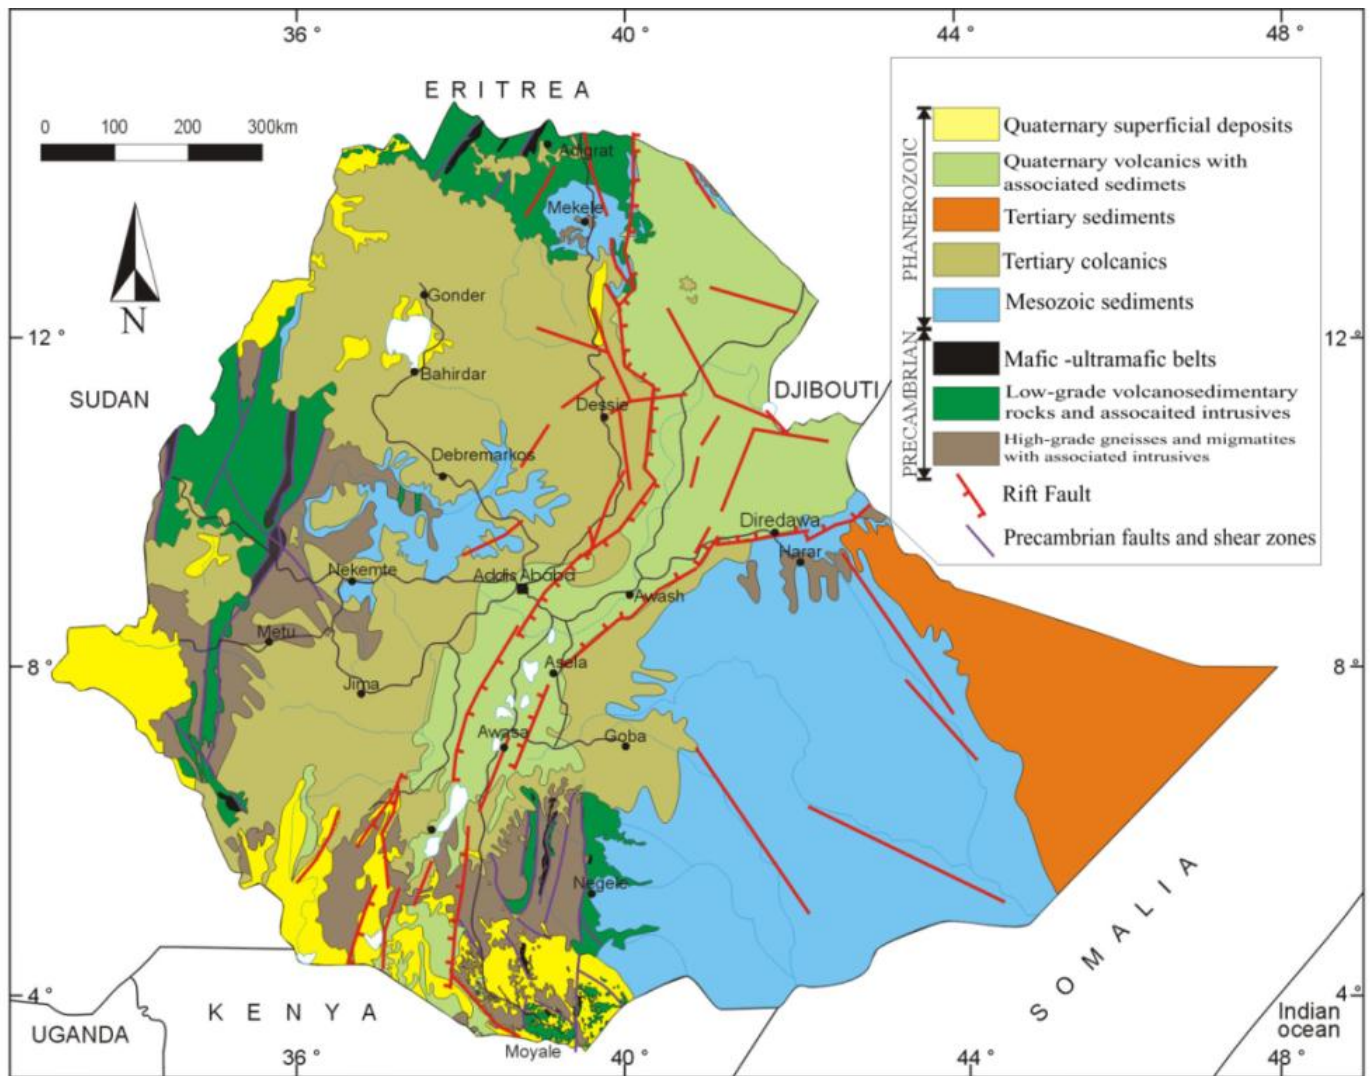 36 °
40 °
44 °
48 °
ERITREA
0 100 200 300km
N
12 °
SUDAN
8 °
4 °
UGANDA
KENYA
36 °
40 °
44 °
48 °
Adigrat
Mekele
Gonder
Bahirdar
Dessie
Debremarkos
Nekemte
Addis Ababa
Awash
Diredawa
Harar
Metu
Jima
Asela
Awasa
Goba
Negele
Moyale
DJIBOUTI
SOMALIA
Indian
ocean
12 °
8 °
4 °
PHANEROZOIC
PRECAMBRIAN
Quaternary superficial deposits
Quaternary volcanics with
associated sedimets
Tertiary sediments
Tertiary colcanics
Mesozoic sediments
Mafic -ultramafic belts
Low-grade volcanosedimentary
rocks and assocaited intrusives
High-grade gneisses and migmatites
with associated intrusives
Rift Fault
Precambrian faults and shear zones